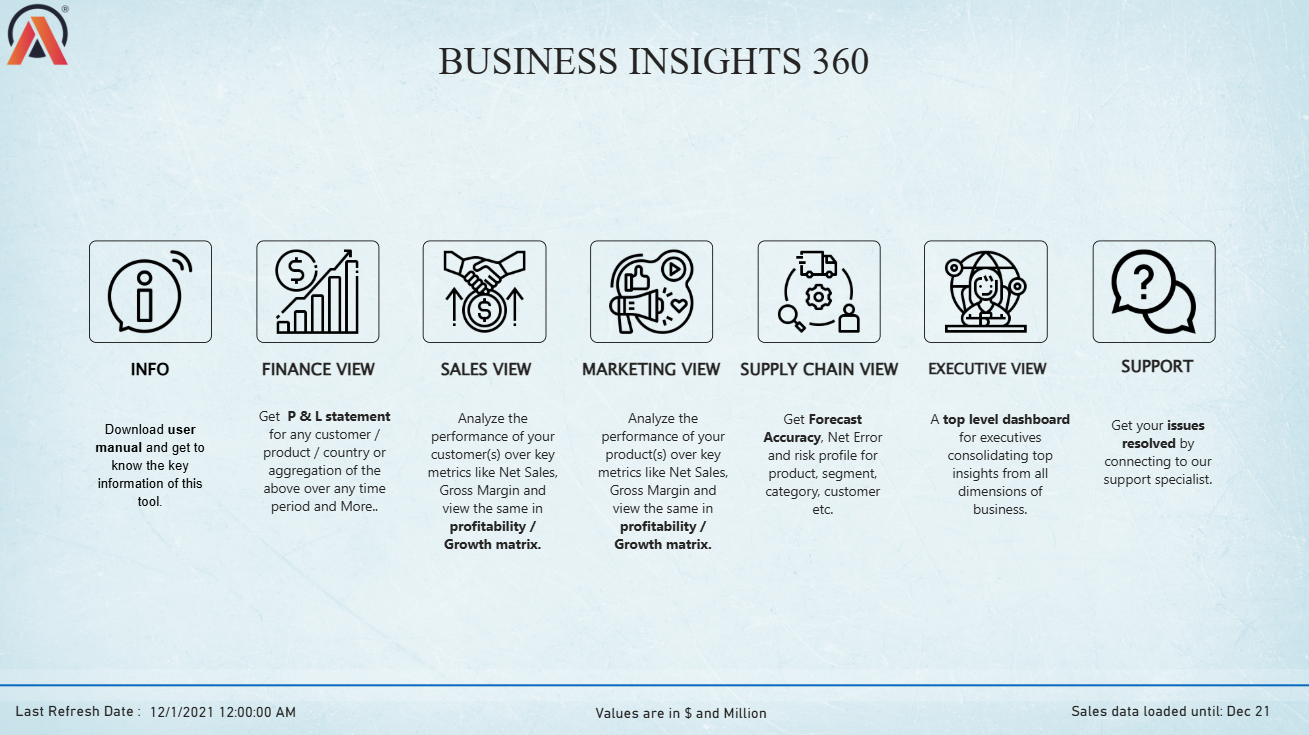 ®
BUSINESS INSIGHTS 360
INFO
Download user
manual and get to
know the key
information of this
tool.
FINANCE VIEW
Get P & L statement
for any customer /
product / country or
aggregation of the
above over any time
period and More..
SALES VIEW
Analyze the
performance of your
customer(s) over key
metrics like Net Sales,
Gross Margin and
view the same in
profitability /
Growth matrix.
MARKETING VIEW
Analyze the
performance of your
product(s) over key
metrics like Net Sales,
Gross Margin and
view the same in
profitability /
Growth matrix.
SUPPLY CHAIN VIEW
Get Forecast
Accuracy, Net Error
and risk profile for
product, segment,
category, customer
etc.
EXECUTIVE VIEW
A top level dashboard
for executives
consolidating top
insights from all
dimensions of
business.
SUPPORT
Get your issues
resolved by
connecting to our
support specialist.
Last Refresh Date : 12/1/2021 12:00:00 AM
Values are in $ and Million
Sales data loaded until: Dec 21